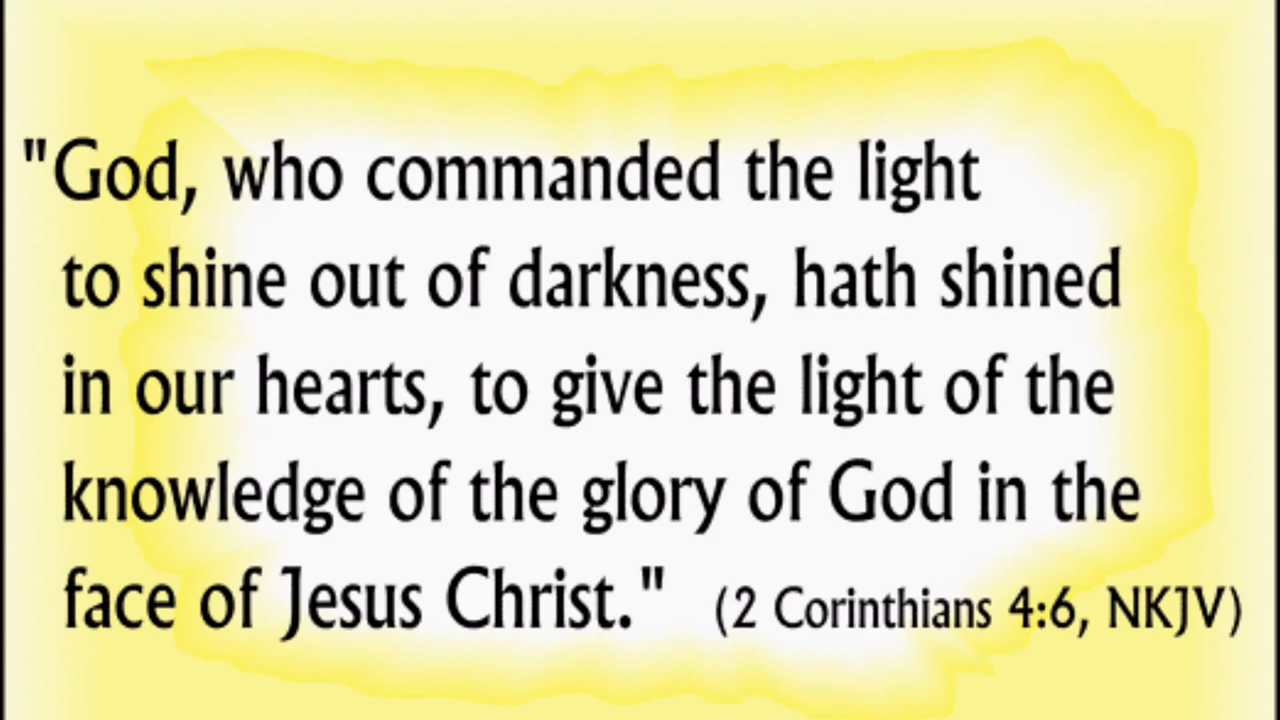 "God, who commanded the light
to shine out of darkness, hath shined
in our hearts, to give the light of the
knowledge of the glory of God in the
face of Jesus Christ." (2 Corinthians 4:6, NKJV)